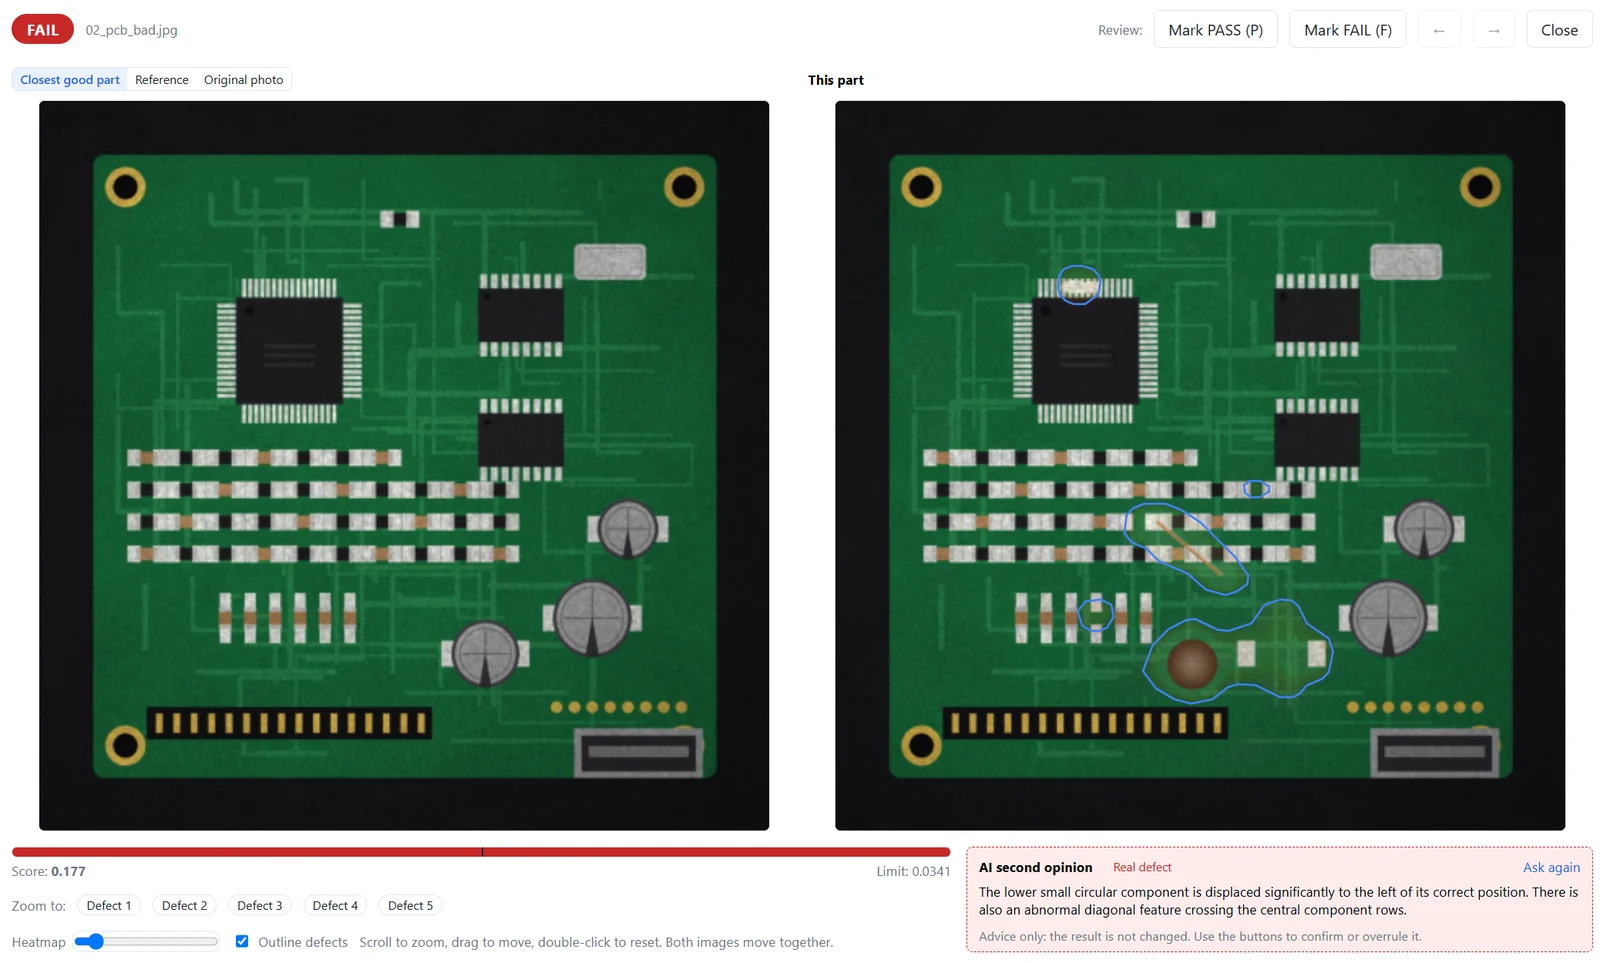 FAIL 02_pcb_bad.jpg Review: Mark PASS (P) Mark FAIL (F) ← → Close
Closest good part Reference Original photo This part
Score: 0.177 Limit: 0.0341
Zoom to: Defect 1 Defect 2 Defect 3 Defect 4 Defect 5
Heatmap Outline defects Scroll to zoom, drag to move, double-click to reset. Both images move together.
AI second opinion Real defect Ask again
The lower small circular component is displaced significantly to the left of its correct position. There is
also an abnormal diagonal feature crossing the central component rows.
Advice only: the result is not changed. Use the buttons to confirm or overrule it.